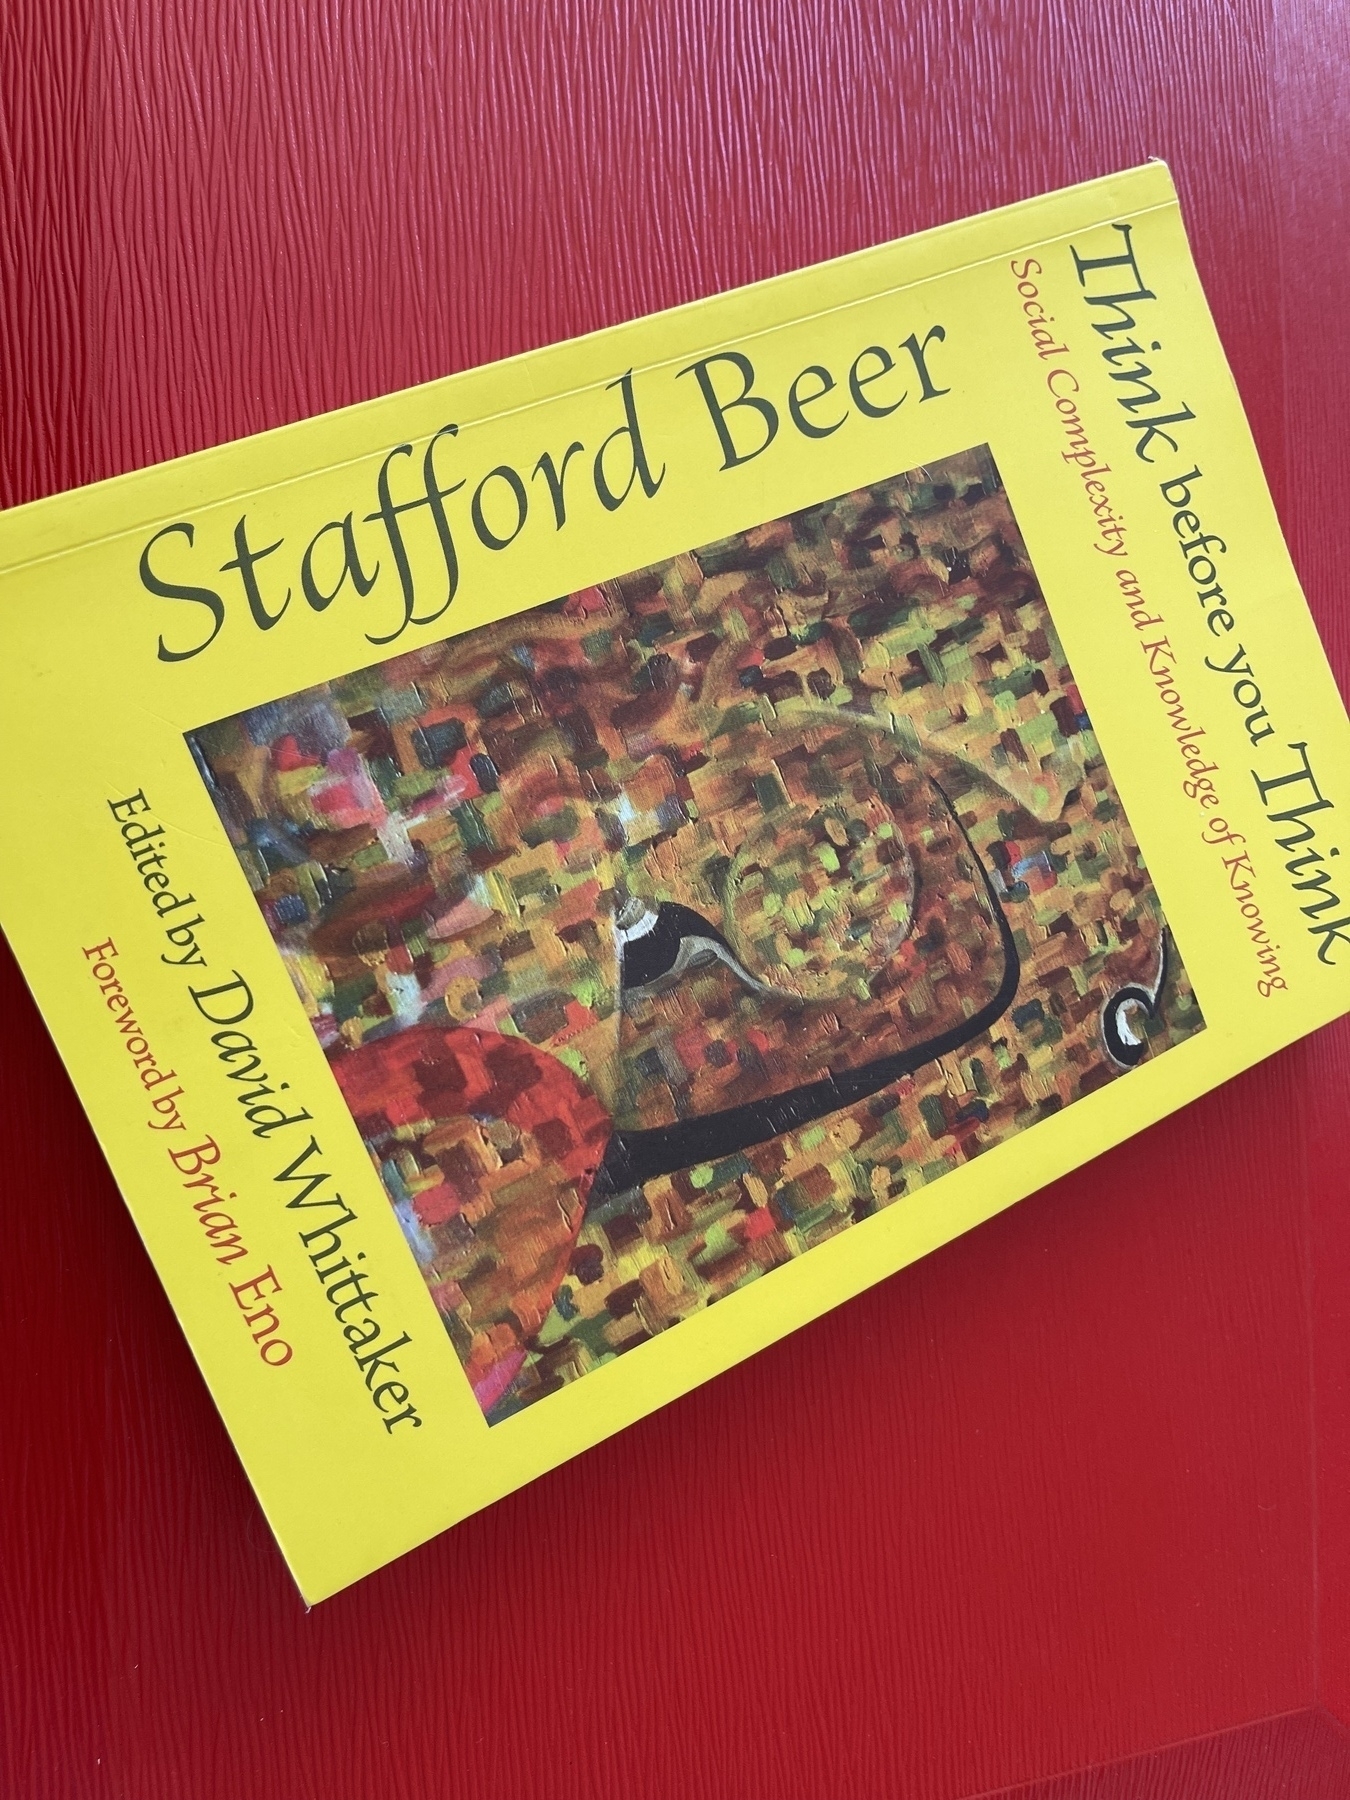 Think before you Think
Social Complexity and Knowledge of Knowing
Stafford Beer
Edited by David Whittaker
Foreword by Brian Eno